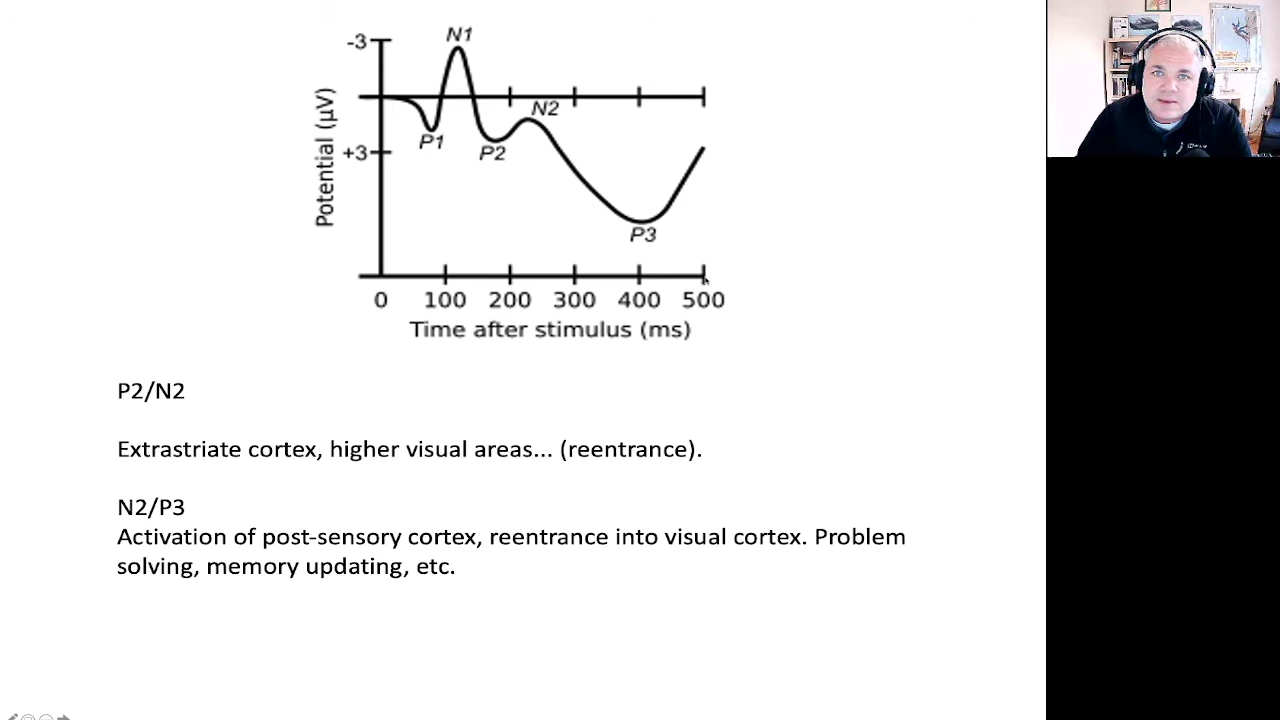 N1
-3
N2
P1
P2
+3
Potential (μV)
P3
0 100 200 300 400 500
Time after stimulus (ms)
P2/N2
Extrastriate cortex, higher visual areas... (reentrance).
N2/P3
Activation of post-sensory cortex, reentrance into visual cortex. Problem
solving, memory updating, etc.